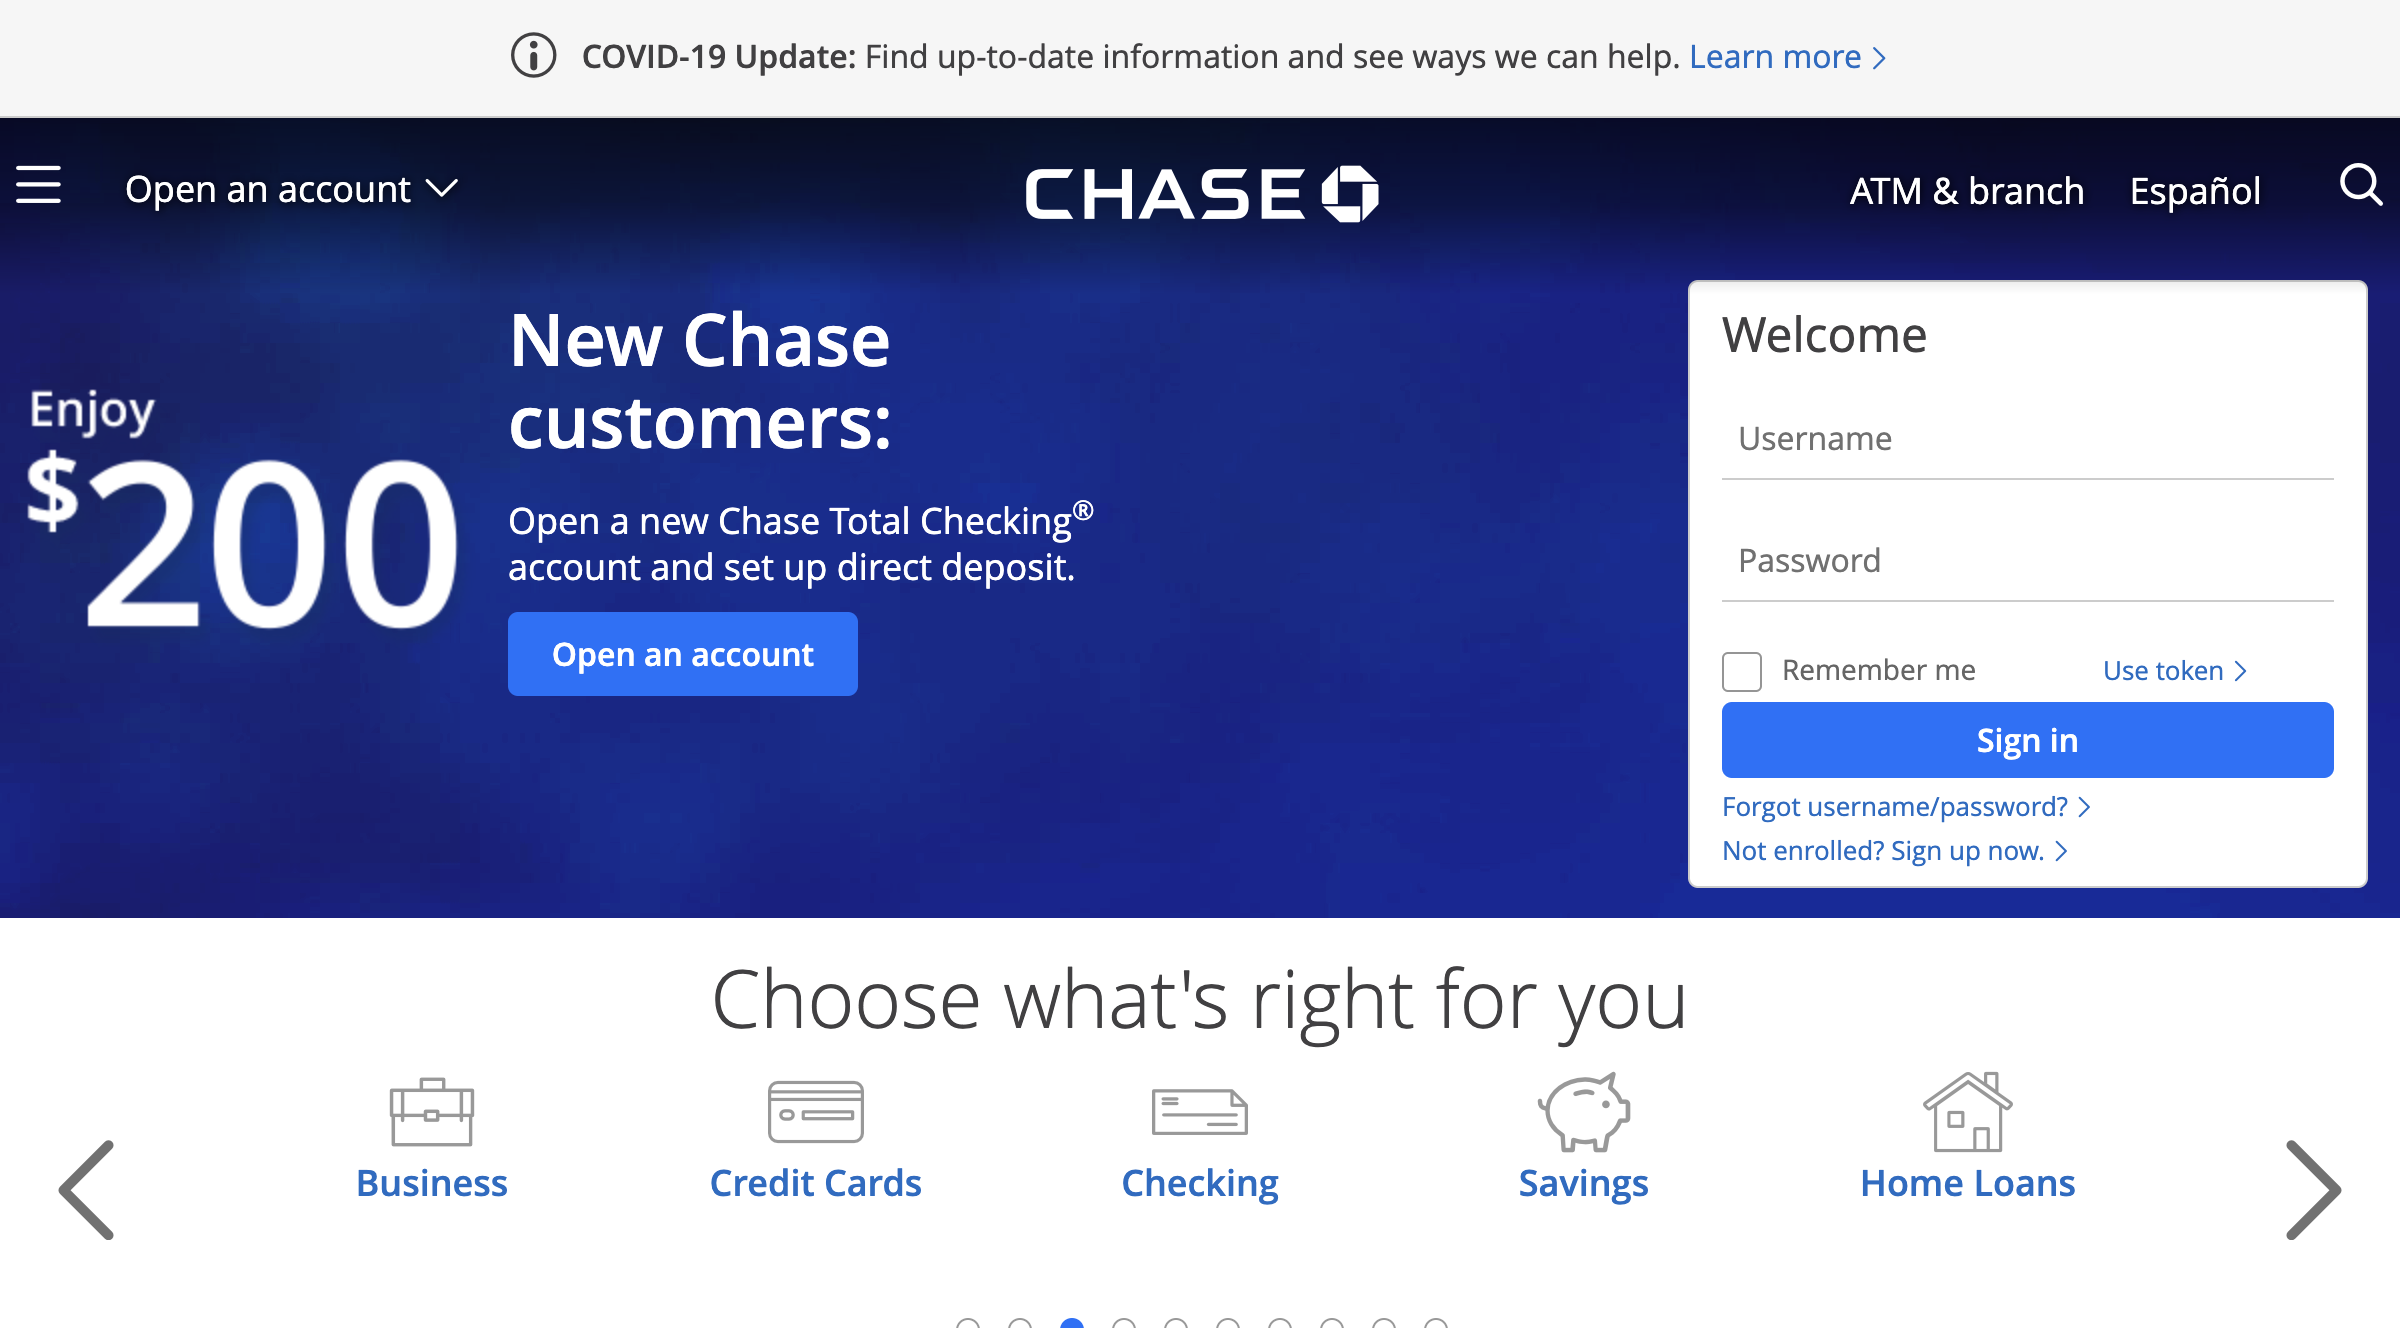 COVID-19 Update: Find up-to-date information and see ways we can help. Learn more
Open an account
CHASE
ATM & branch
Español
Enjoy
$200
New Chase
customers:
Open a new Chase Total Checking®
account and set up direct deposit.
Open an account
Welcome
Username
Password
Remember me
Use token
Sign in
Forgot username/password?
Not enrolled? Sign up now.
Choose what's right for you
Business
Credit Cards
Checking
Savings
Home Loans